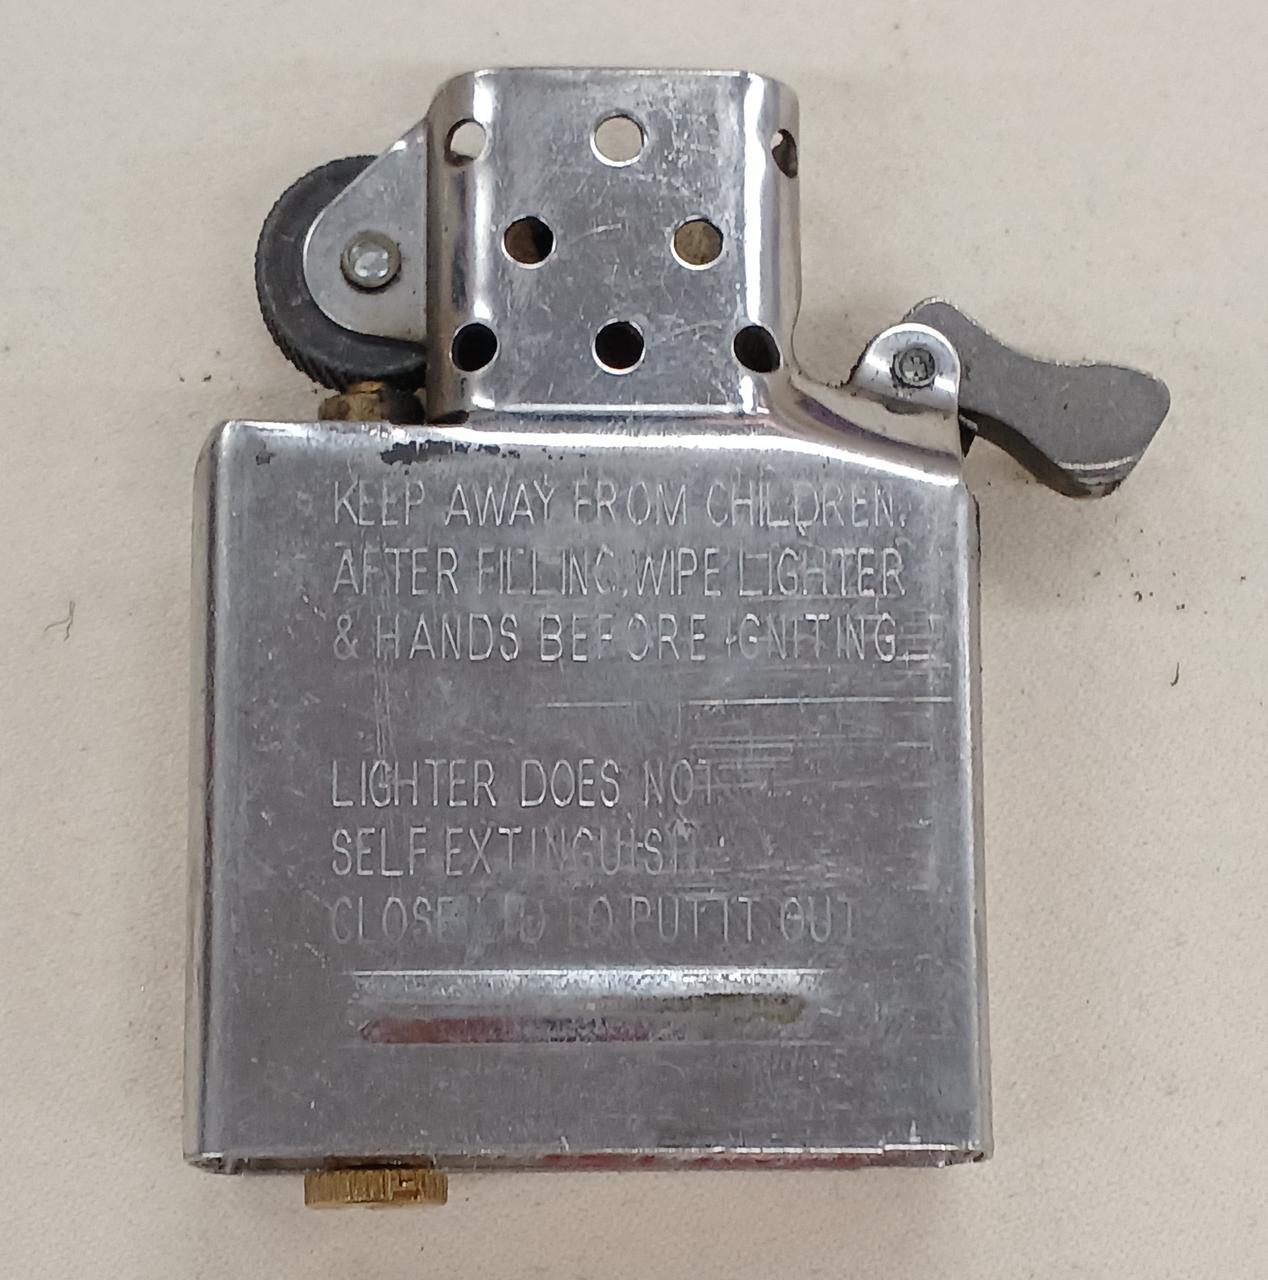 KEEP AWAY FROM CHILDREN.
AFTER FILLING, WIPE LIGHTER
& HANDS BEFORE IGNITING.
LIGHTER DOES NOT
SELF EXTINGUISH
CLOSE LID TO PUT IT OUT